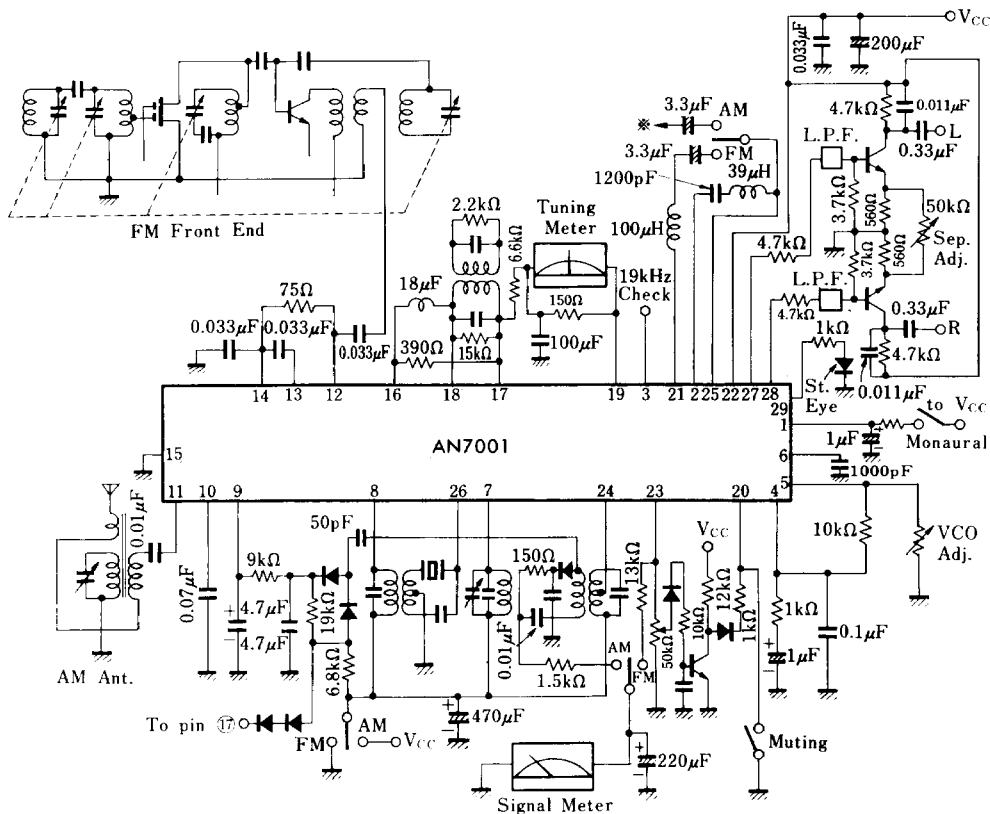 0.033μF
200μF
VCC
3.3μF
AM
※
4.7kΩ
0.011μF
L
L.P.F.
0.33μF
3.3μF
FM
1200pF
39μH
FM Front End
2.2kΩ
6.6kΩ
Tuning
Meter
100μH
3.7kΩ
560Ω
50kΩ
Sep.
Adj.
4.7kΩ
3.7kΩ
560Ω
75Ω
18μF
150Ω
19kHz
Check
L.P.F.
0.33μF
R
0.033μF
0.033μF
0.033μF
390Ω
15kΩ
100μF
4.7kΩ
1kΩ
4.7kΩ
St.
Eye
0.011μF
14
13
12
16
18
17
19
3
21
2
25
22
27
28
29
AN7001
1
to VCC
1μF
+
−
Monaural
15
6
1000pF
5
11
10
9
8
26
7
24
23
20
4
0.01μF
50pF
VCC
10kΩ
VCO
Adj.
9kΩ
150Ω
13kΩ
12kΩ
0.07μF
+
−
4.7μF
4.7μF
19kΩ
0.01μF
50kΩ
10kΩ
1kΩ
1kΩ
0.1μF
+
−
1μF
AM Ant.
6.8kΩ
1.5kΩ
AM
FM
To pin ⑰
AM
FM
VCC
+
−
470μF
Muting
+
−
220μF
Signal Meter